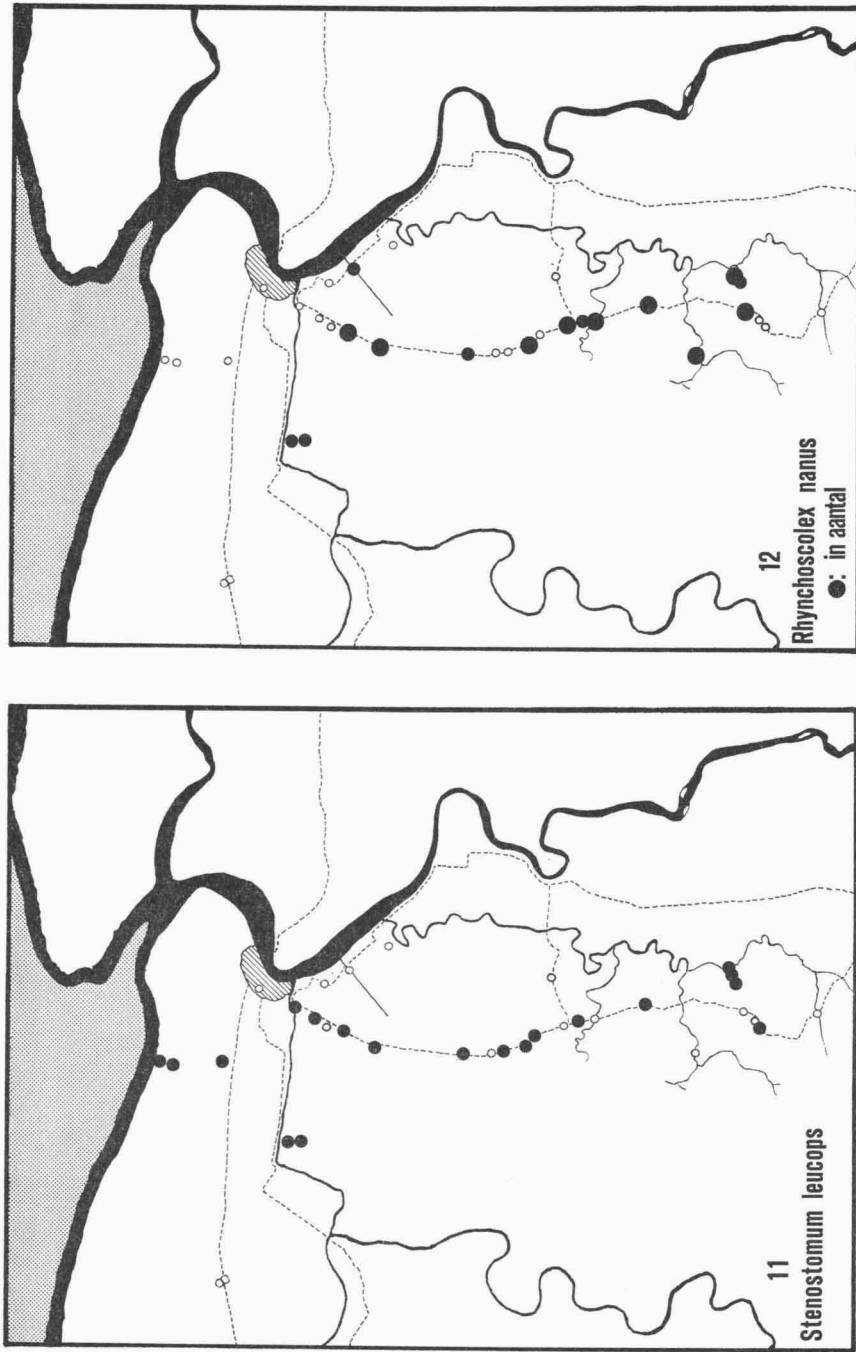 11
Stenostomum leucops
12
Rhynchoscolex nanus
●: in aantal